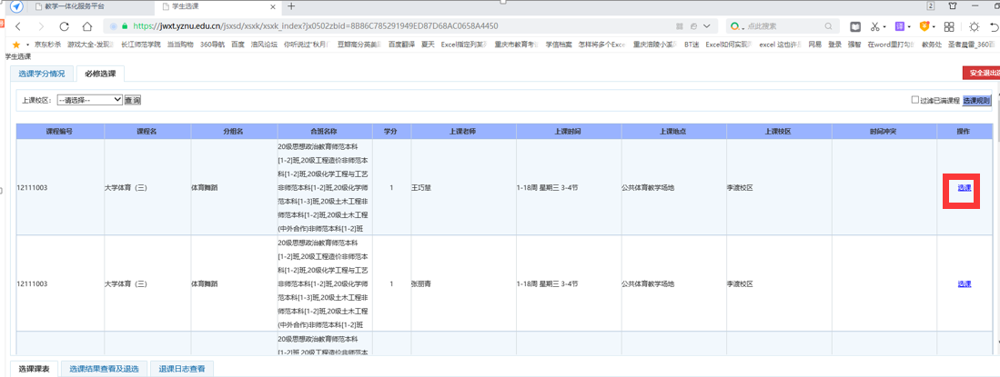 教学一体化服务平台
学生选课
2
https://jwxt.yznu.edu.cn/jsxsd/xsxk/xsxk_index?jx0502zbid=8B86C785291949ED87D68AC0658A4450
点此搜索
京东秒杀 游戏大全-发现 长江师范学院 当当购物 360导航 百度 追风论坛 你听说过"秋月 豆瓣高分英美剧 百度翻译 夏天 Excel指定列某 重庆市教育考 学信档案 怎样将多个Exce 重庆涪陵小溪 BT迷 Excel如何实现 excel 这也许 网易 登录 强智 在word里打勾 教务处 圣者晨雷_360百
学生选课
选课学分情况 必修选课
安全退出选
上课校区： --请选择-- 查 询
过滤已满课程 选课规则
课程编号 课程名 分组名 合班名称 学分 上课老师 上课时间 上课地点 上课校区 时间冲突 操作
20级思想政治教育师范本科
[1-2]班,20级工程造价非师范本
科[1-2]班,20级化学工程与工艺
12111003 大学体育（三） 体育舞蹈 非师范本科[1-2]班,20级化学师 1 王巧慧 1-18周 星期三 3-4节 公共体育教学场地 李渡校区 选课
范本科[1-3]班,20级土木工程非
师范本科[1-2]班,20级土木工程
(中外合作)非师范本科[1-2]班
20级思想政治教育师范本科
[1-2]班,20级工程造价非师范本
科[1-2]班,20级化学工程与工艺
12111003 大学体育（三） 体育舞蹈 非师范本科[1-2]班,20级化学师 1 张丽青 1-18周 星期三 3-4节 公共体育教学场地 李渡校区 选课
范本科[1-3]班,20级土木工程非
师范本科[1-2]班,20级土木工程
(中外合作)非师范本科[1-2]班
20级思想政治教育师范本科
[1-2]班,20级工程造价非师范本
选课课表 选课结果查看及退选 退课日志查看